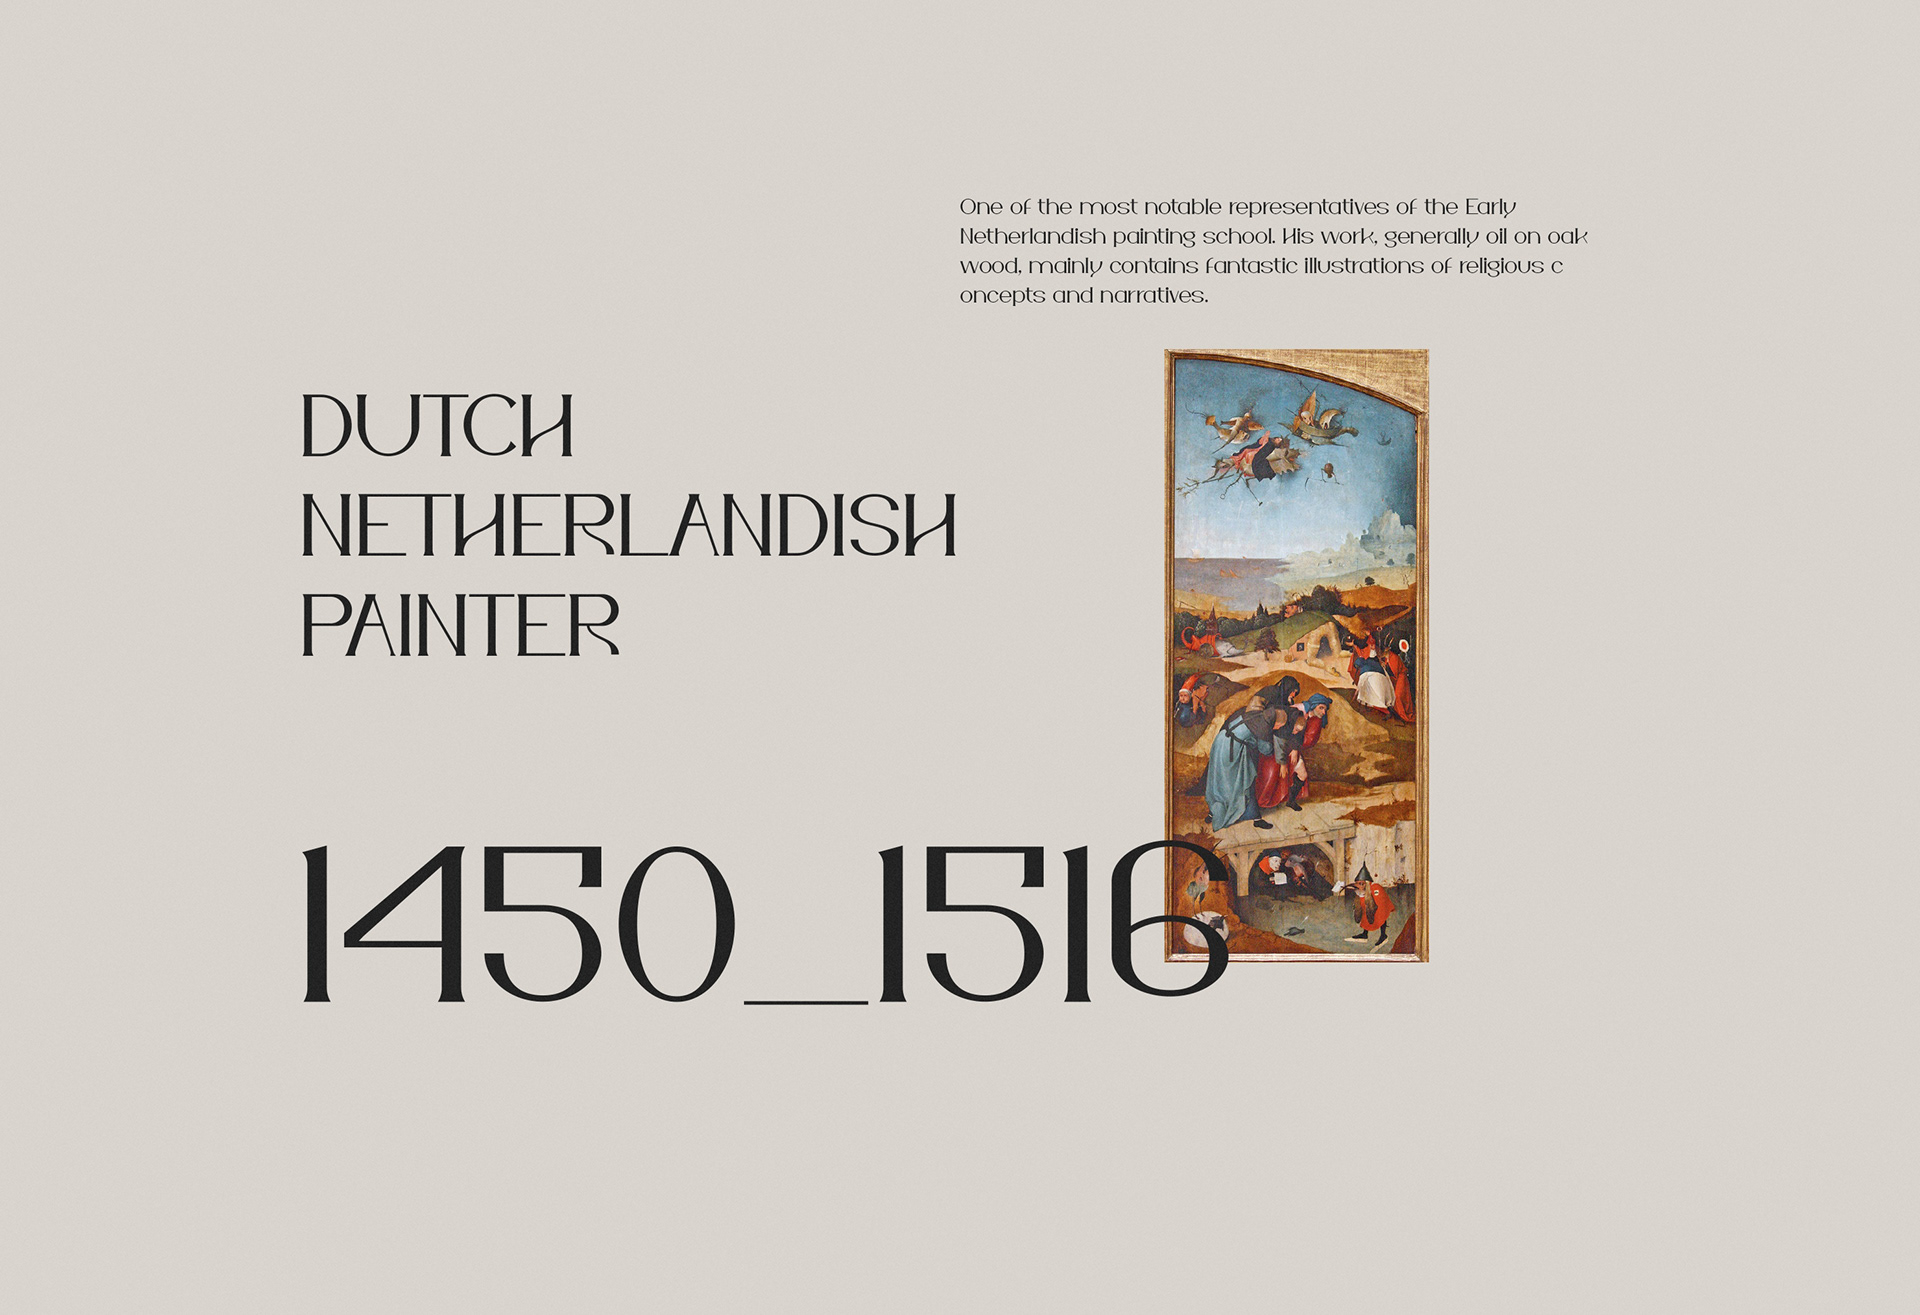 One of the most notable representatives of the Early
Netherlandish painting school. His work, generally oil on oak
wood, mainly contains fantastic illustrations of religious c
oncepts and narratives.
DUTCH
NETHERLANDISH
PAINTER
1450_1516